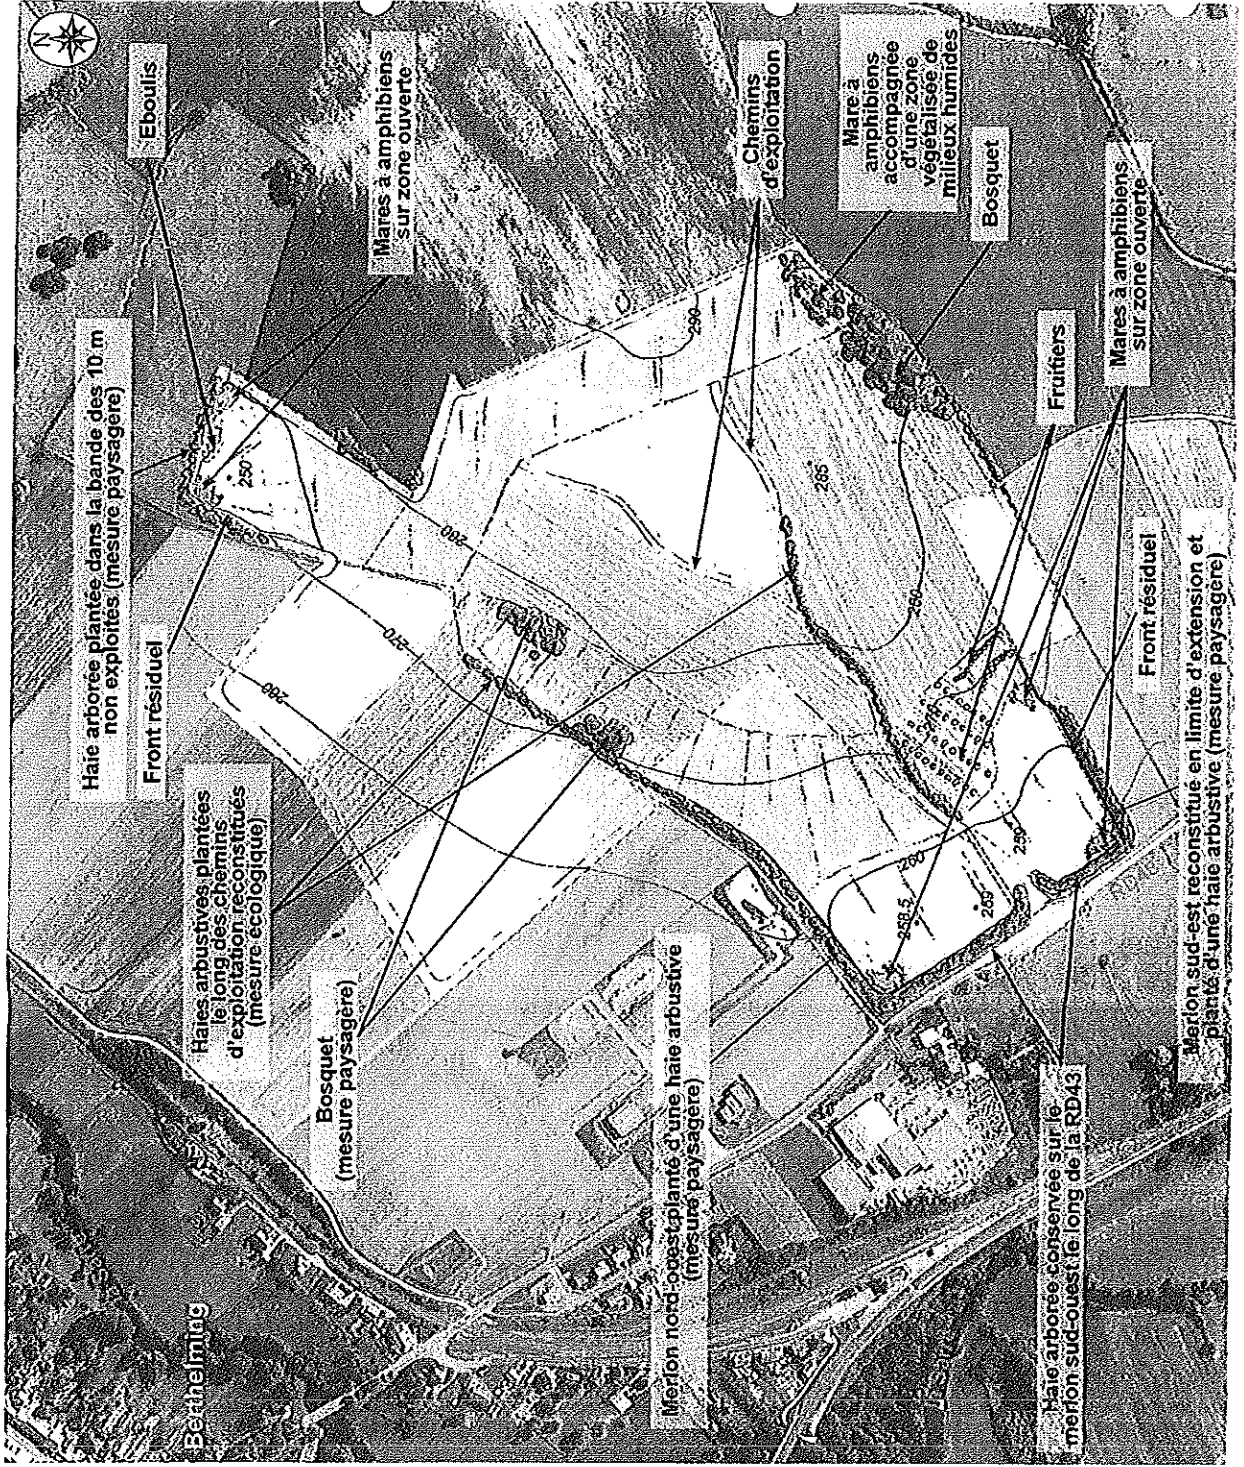 N
Berthelming
Haie arborée plantée dans la bande des 10 m
non exploités (mesure paysagère)
Eboulis
Front résiduel
Mares à amphibiens
sur zone ouverte
Haies arbustives plantées
le long des chemins
d'exploitation reconstitués
(mesure écologique)
Bosquet
(mesure paysagère)
Chemins
d'exploitation
Mare à
amphibiens
accompagnée
d'une zone
végétalisée de
milieux humides
Bosquet
Merlon nord-ouest planté d'une haie arbustive
(mesure paysagère)
Fruitiers
Mares à amphibiens
sur zone ouverte
Haie arborée conservée sur le
merlon sud-ouest le long de la RD43
Front résiduel
Merlon sud-est reconstitué en limite d'extension et
planté d'une haie arbustive (mesure paysagère)
250
280
270
260
290
285
280
260
258.5
259
259